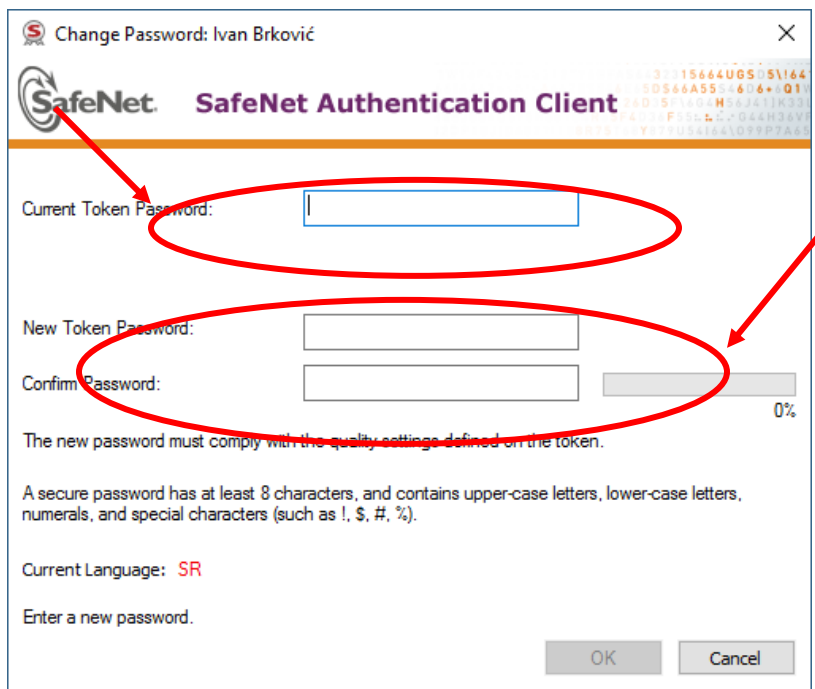 Change Password: Ivan Brković
SafeNet. SafeNet Authentication Client
Current Token Password:
New Token Password:
Confirm Password:
0%
The new password must comply with the quality settings defined on the token.
A secure password has at least 8 characters, and contains upper-case letters, lower-case letters,
numerals, and special characters (such as !, $, #, %).
Current Language: SR
Enter a new password.
OK Cancel